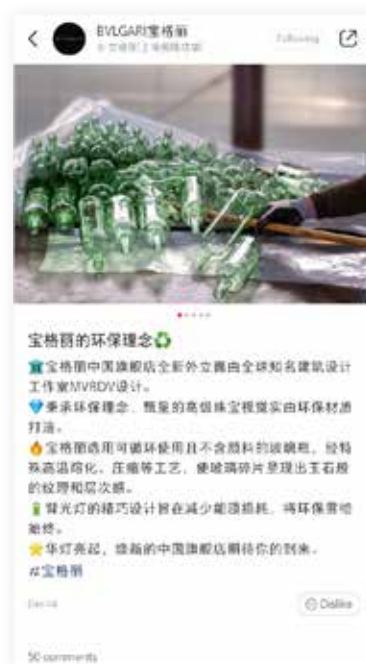 BVLGARI宝格丽
Following
宝格丽的环保理念♻️
宝格丽中国旗舰店全新外立面由全球知名建筑设计
工作室MVRDV设计。
💎秉承环保理念，瓶玺的高级珠宝视觉实由环保材质
打造。
🔥宝格丽选用可循环使用且不含颜料的玻璃瓶，经特
殊高温熔化、压缩等工艺，使玻璃碎片呈现出玉石般
的纹理和层次感。
🔋背光灯的精巧设计旨在减少能源损耗，将环保贯彻
始终。
🌟华灯亮起，焕新的中国旗舰店期待你的到来。
#宝格丽
Dislike
50 comments